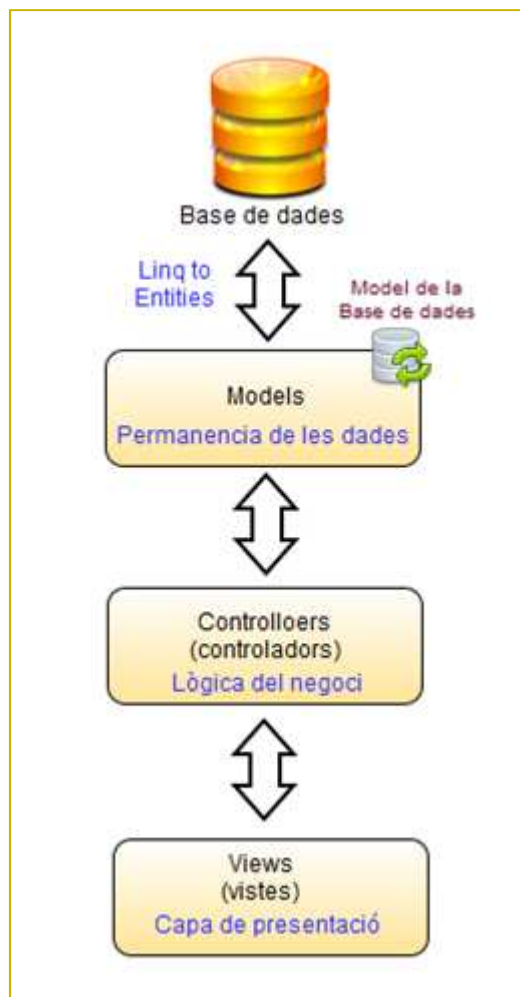 Base de dades
Linq to
Entities
Model de la
Base de dades
Models
Permanencia de les dades
Controlloers
(controladors)
Lògica del negoci
Views
(vistes)
Capa de presentació